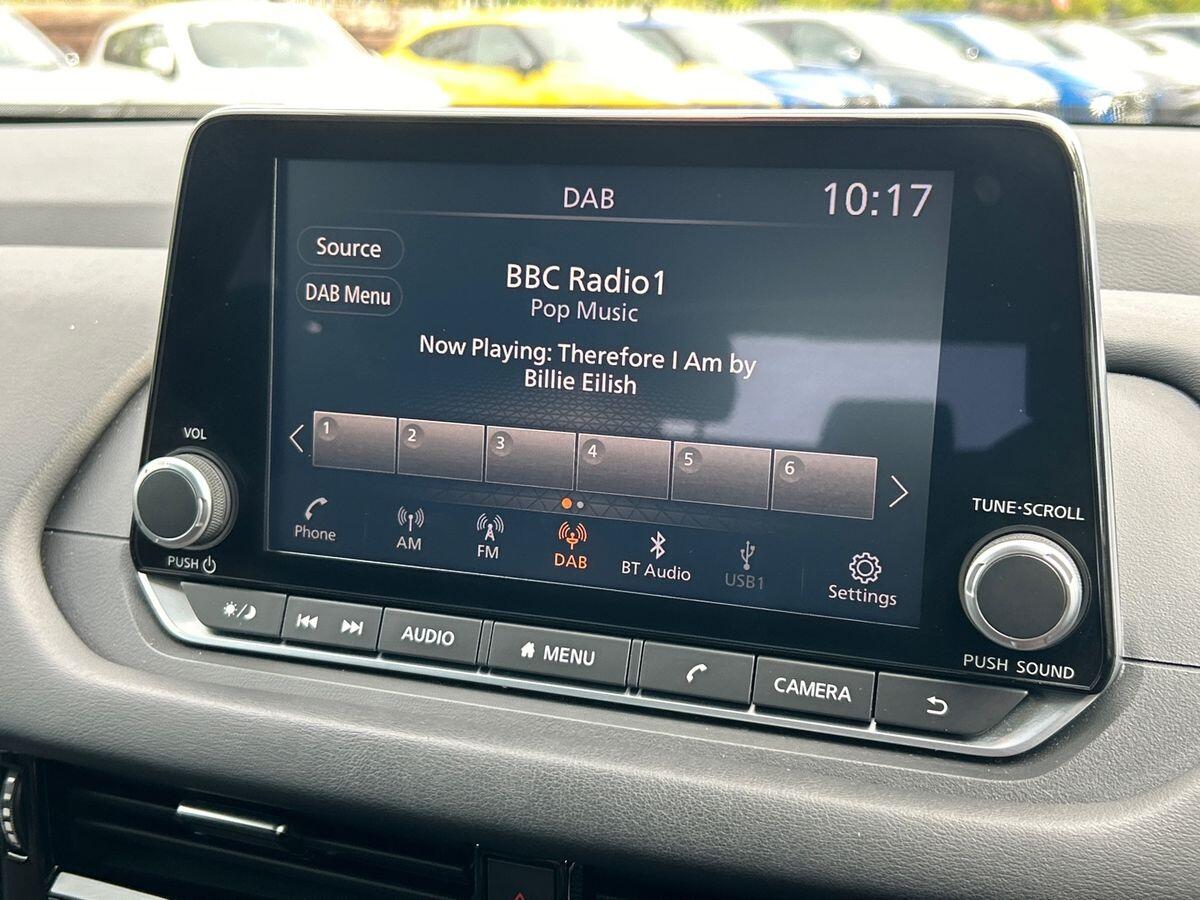 DAB
10:17
Source
DAB Menu
BBC Radio1
Pop Music
Now Playing: Therefore I Am by
Billie Eilish
1
2
3
4
5
6
VOL
PUSH
Phone
AM
FM
DAB
BT Audio
USB1
Settings
TUNE·SCROLL
PUSH SOUND
AUDIO
MENU
CAMERA